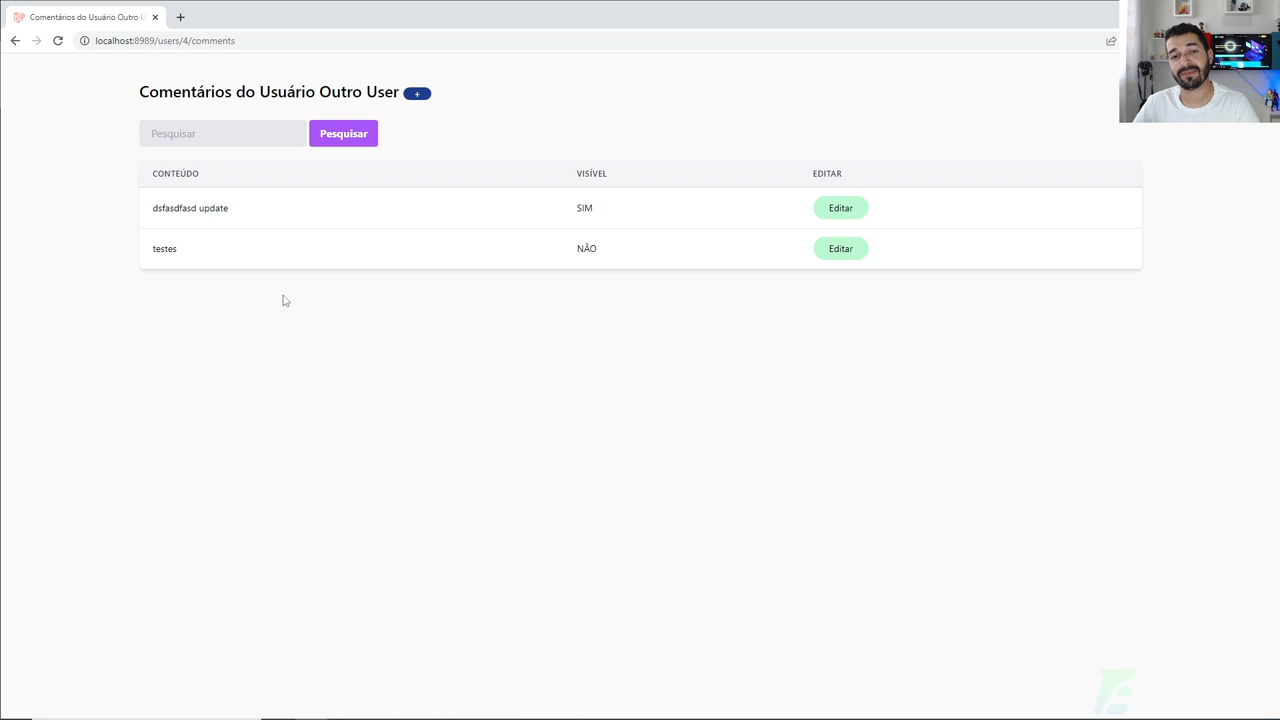 Comentários do Usuário Outro U
localhost:8989/users/4/comments
Comentários do Usuário Outro User +
Pesquisar Pesquisar
CONTEÚDO VISÍVEL EDITAR
dsfasdfasd update SIM Editar
testes NÃO Editar